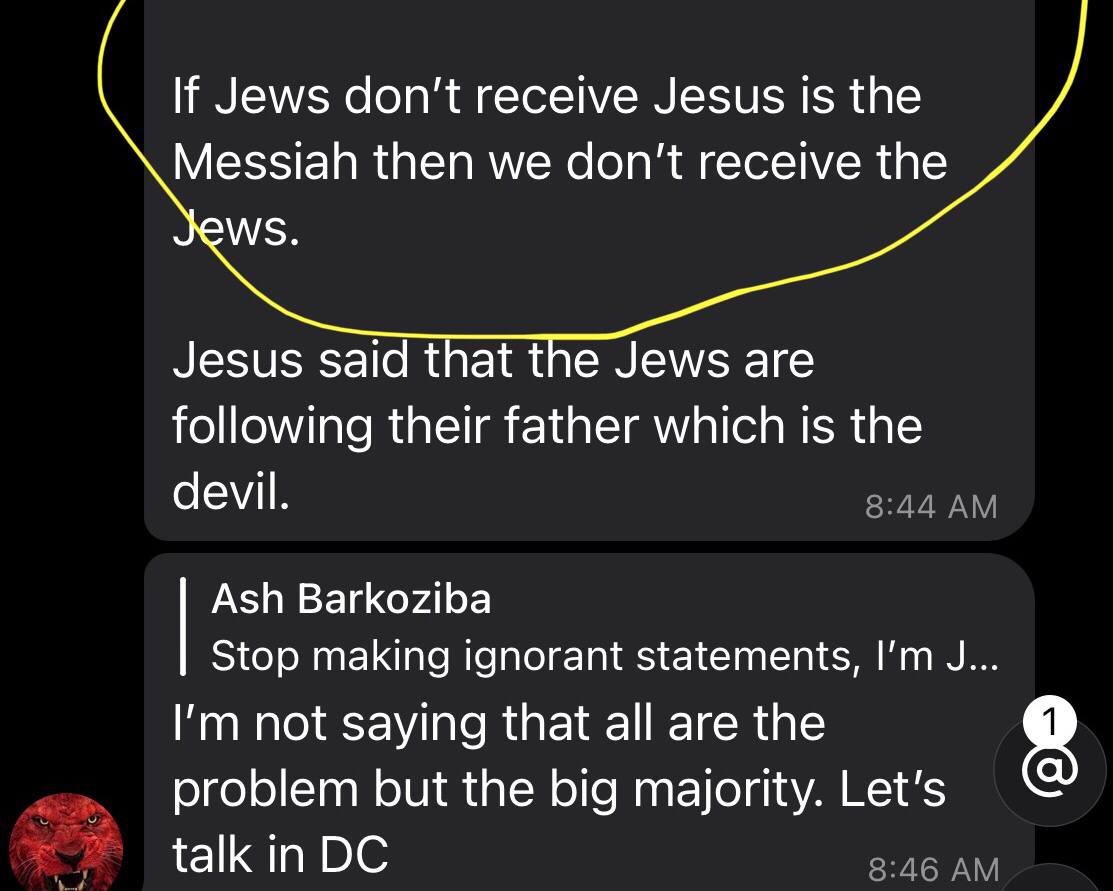 If Jews don’t receive Jesus is the
Messiah then we don’t receive the
Jews.
Jesus said that the Jews are
following their father which is the
devil.
8:44 AM
Ash Barkoziba
Stop making ignorant statements, I’m J...
I’m not saying that all are the
problem but the big majority. Let’s
talk in DC
8:46 AM
1
@